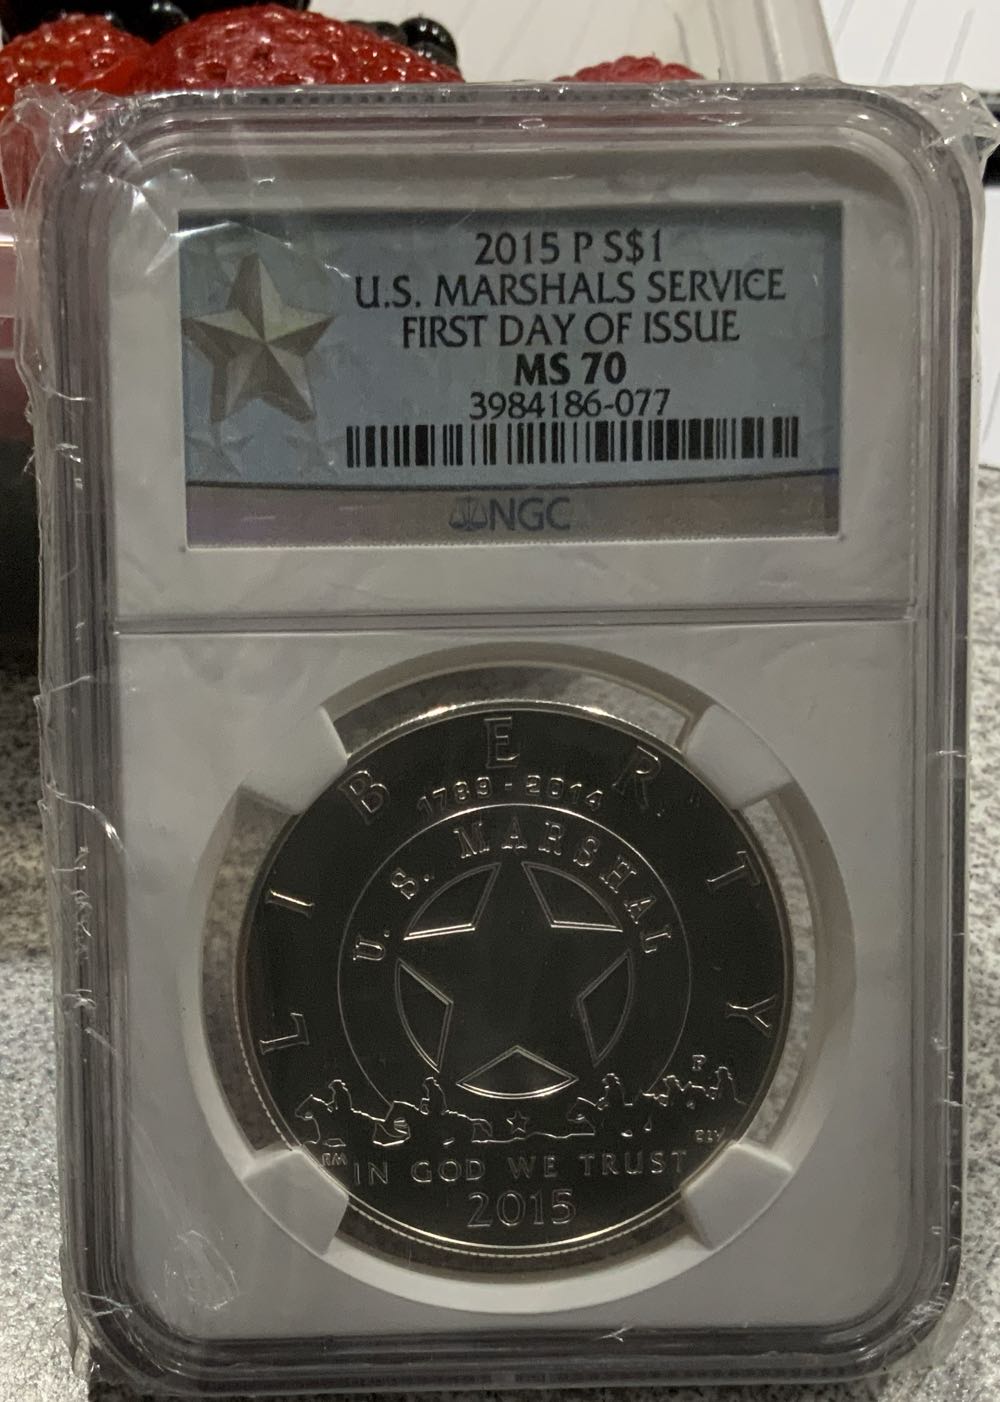 2015 P S$1
U.S. MARSHALS SERVICE
FIRST DAY OF ISSUE
MS 70
3984186-077
NGC
LIBERTY
1789-2014
U.S. MARSHAL
P
IN GOD WE TRUST
2015